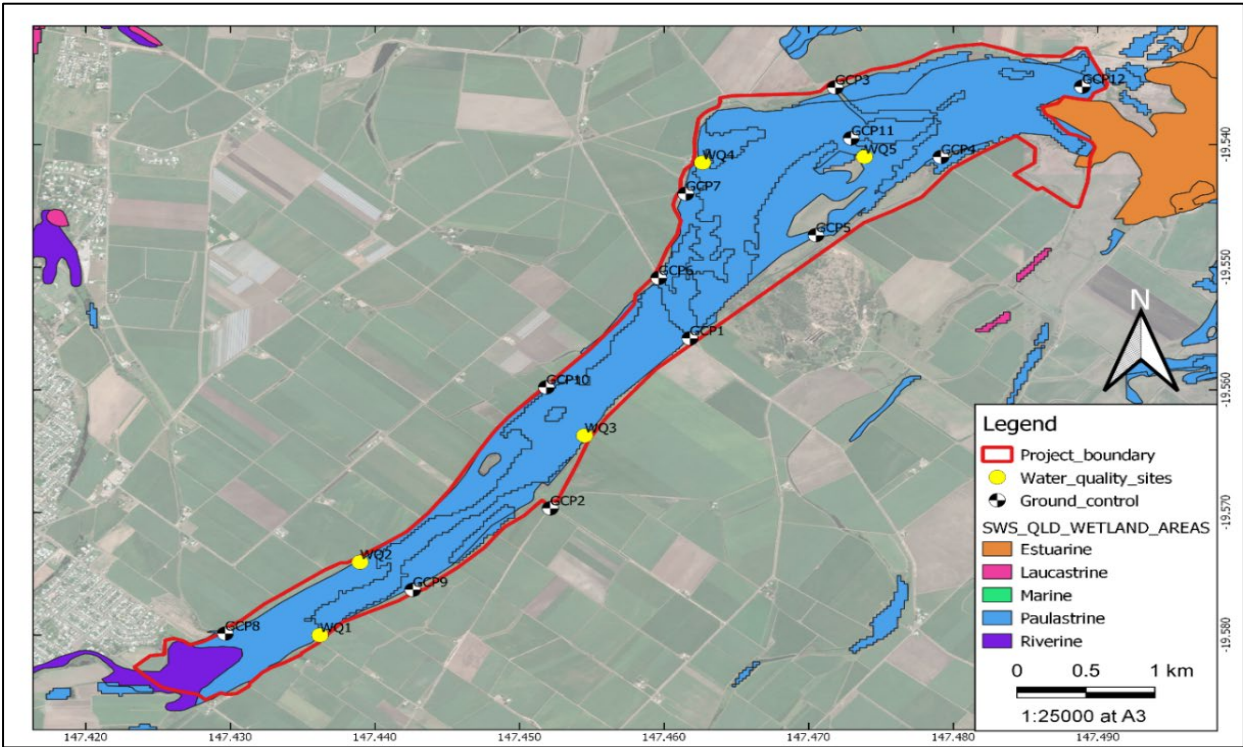 GCP3
GCP12
GCP11
WQ4
WQ5
GCP4
GCP7
GCP5
GCP6
GCP1
GCP10
WQ3
GCP2
WQ2
GCP9
GCP8
WQ1
-19.540
-19.550
-19.560
-19.570
-19.580
N
Legend
Project_boundary
Water_quality_sites
Ground_control
SWS_QLD_WETLAND_AREAS
Estuarine
Laucastrine
Marine
Paulastrine
Riverine
0 0.5 1 km
1:25000 at A3
147.420 147.430 147.440 147.450 147.460 147.470 147.480 147.490